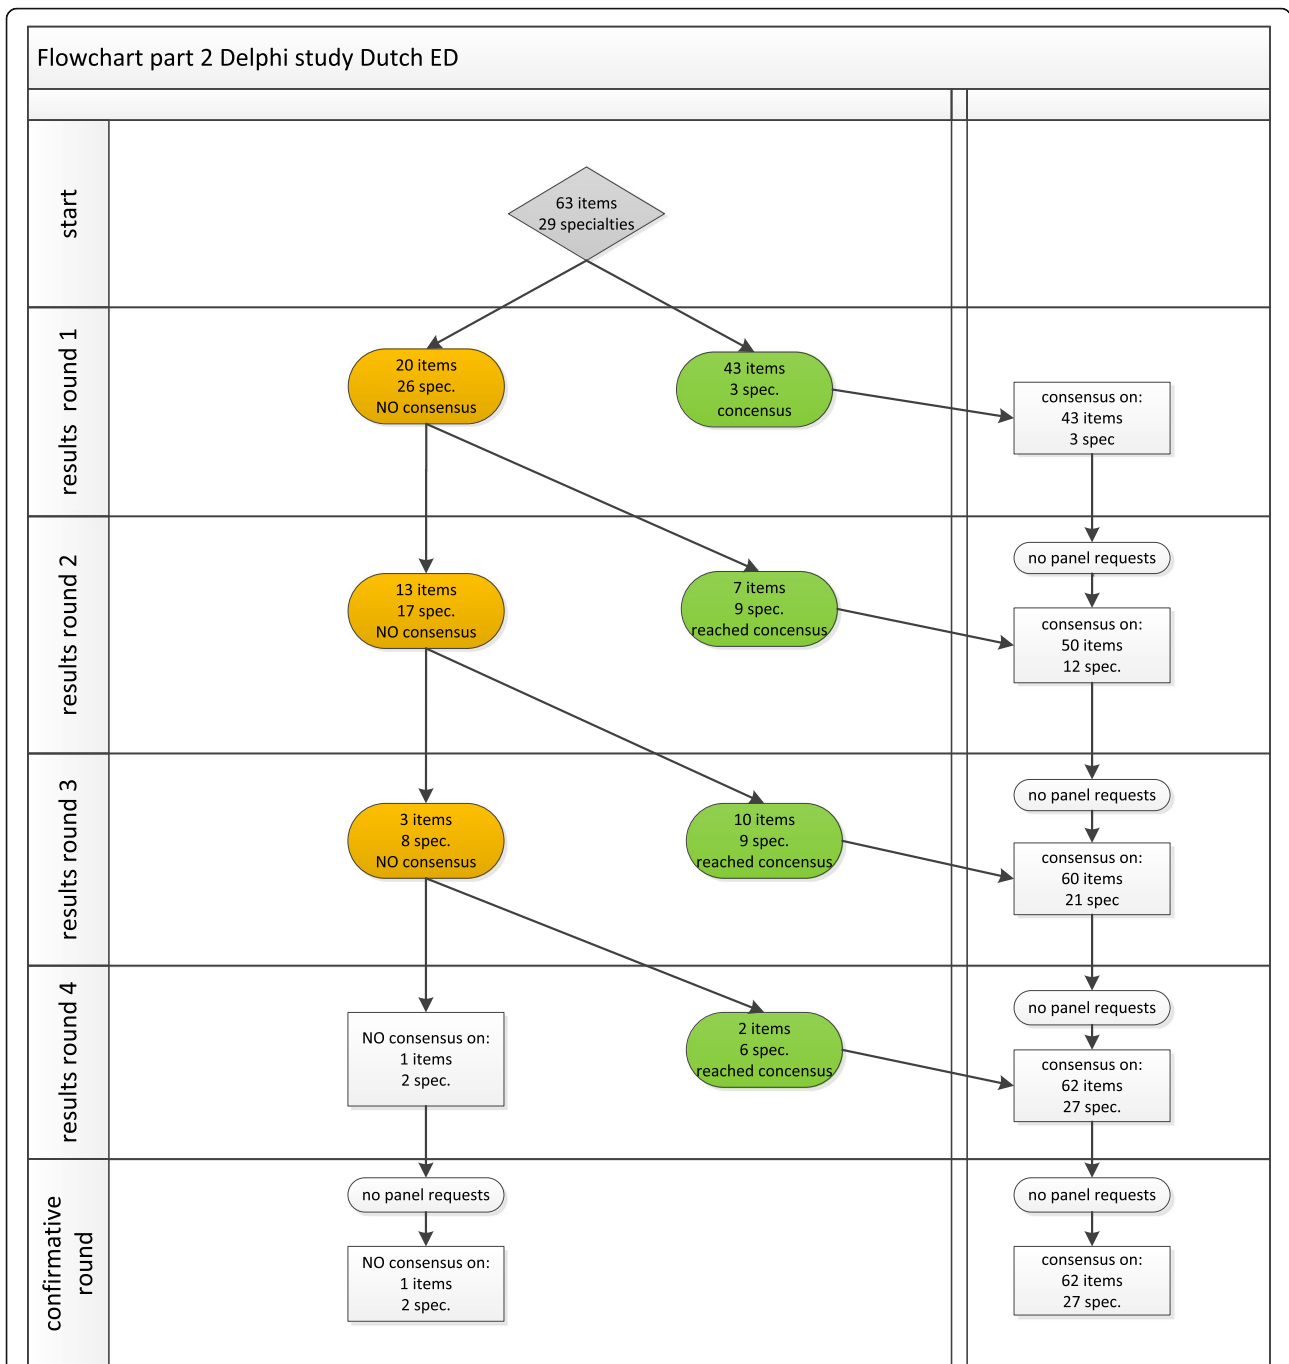 Flowchart part 2 Delphi study Dutch ED
start
63 items
29 specialties
results round 1
20 items
26 spec.
NO consensus
43 items
3 spec.
concensus
consensus on:
43 items
3 spec
results round 2
no panel requests
13 items
17 spec.
NO consensus
7 items
9 spec.
reached concensus
consensus on:
50 items
12 spec.
results round 3
no panel requests
3 items
8 spec.
NO consensus
10 items
9 spec.
reached concensus
consensus on:
60 items
21 spec
results round 4
no panel requests
NO consensus on:
1 items
2 spec.
2 items
6 spec.
reached concensus
consensus on:
62 items
27 spec.
confirmative
round
no panel requests
no panel requests
NO consensus on:
1 items
2 spec.
consensus on:
62 items
27 spec.